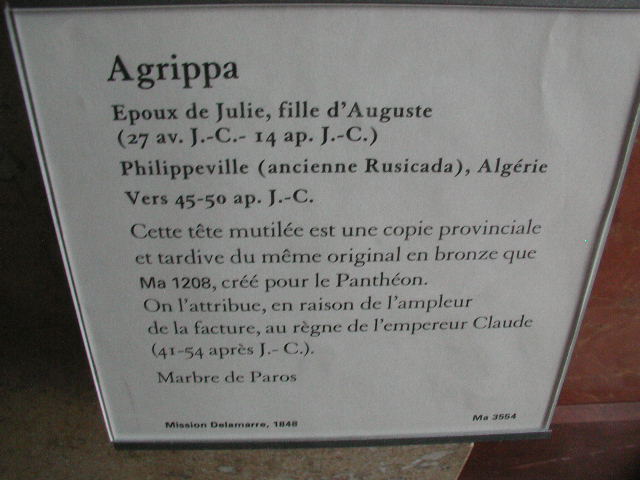 Agrippa
Epoux de Julie, fille d'Auguste
(27 av. J.-C.- 14 ap. J.-C.)
Philippeville (ancienne Rusicada), Algérie
Vers 45-50 ap. J.-C.
Cette tête mutilée est une copie provinciale
et tardive du même original en bronze que
Ma 1208, créé pour le Panthéon.
On l'attribue, en raison de l'ampleur
de la facture, au règne de l'empereur Claude
(41-54 après J.- C.).
Marbre de Paros
Mission Delamarre, 1848
Ma 3554